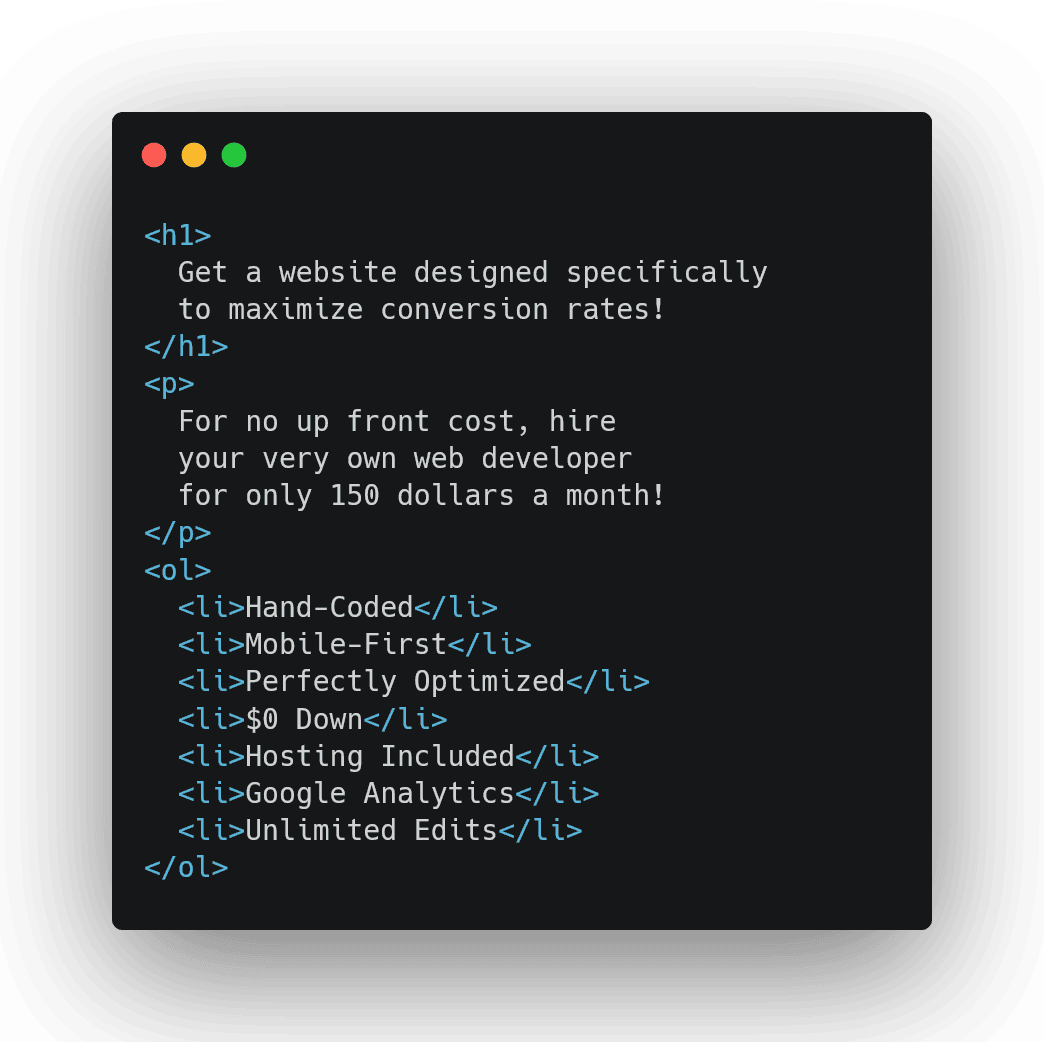 <h1>
  Get a website designed specifically
  to maximize conversion rates!
</h1>
<p>
  For no up front cost, hire
  your very own web developer
  for only 150 dollars a month!
</p>
<ol>
  <li>Hand-Coded</li>
  <li>Mobile-First</li>
  <li>Perfectly Optimized</li>
  <li>$0 Down</li>
  <li>Hosting Included</li>
  <li>Google Analytics</li>
  <li>Unlimited Edits</li>
</ol>